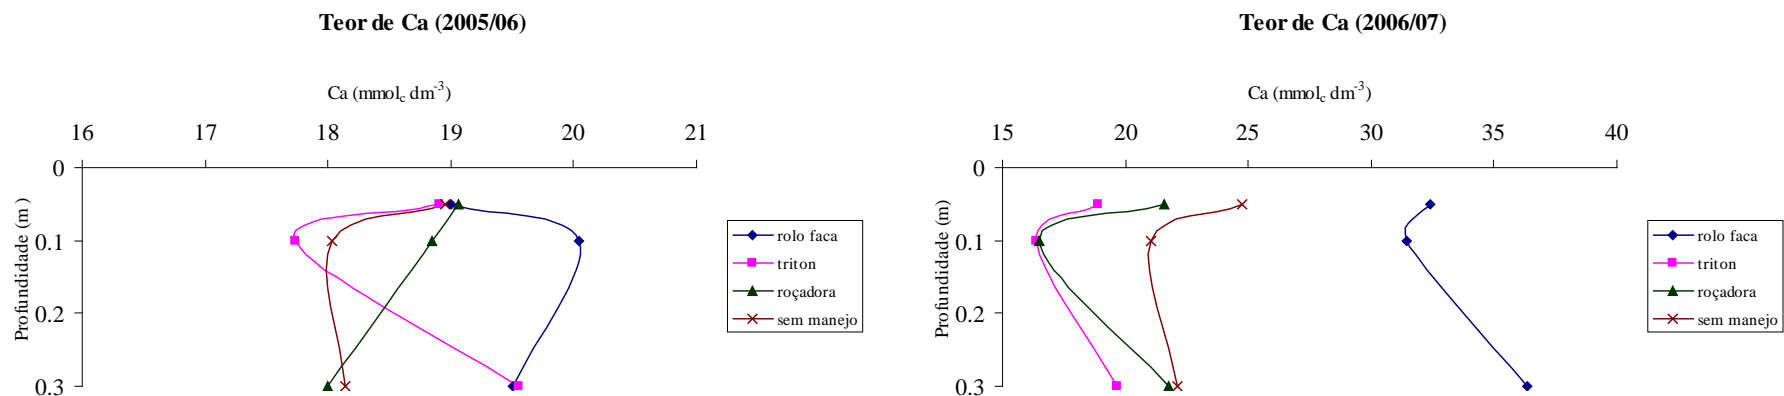 Teor de Ca (2005/06)
Ca (mmolc dm-3)
16 17 18 19 20 21
0
0.1
0.2
0.3
Profundidade (m)
rolo faca
triton
roçadora
sem manejo
Teor de Ca (2006/07)
Ca (mmolc dm-3)
15 20 25 30 35 40
0
0.1
0.2
0.3
Profundidade (m)
rolo faca
triton
roçadora
sem manejo